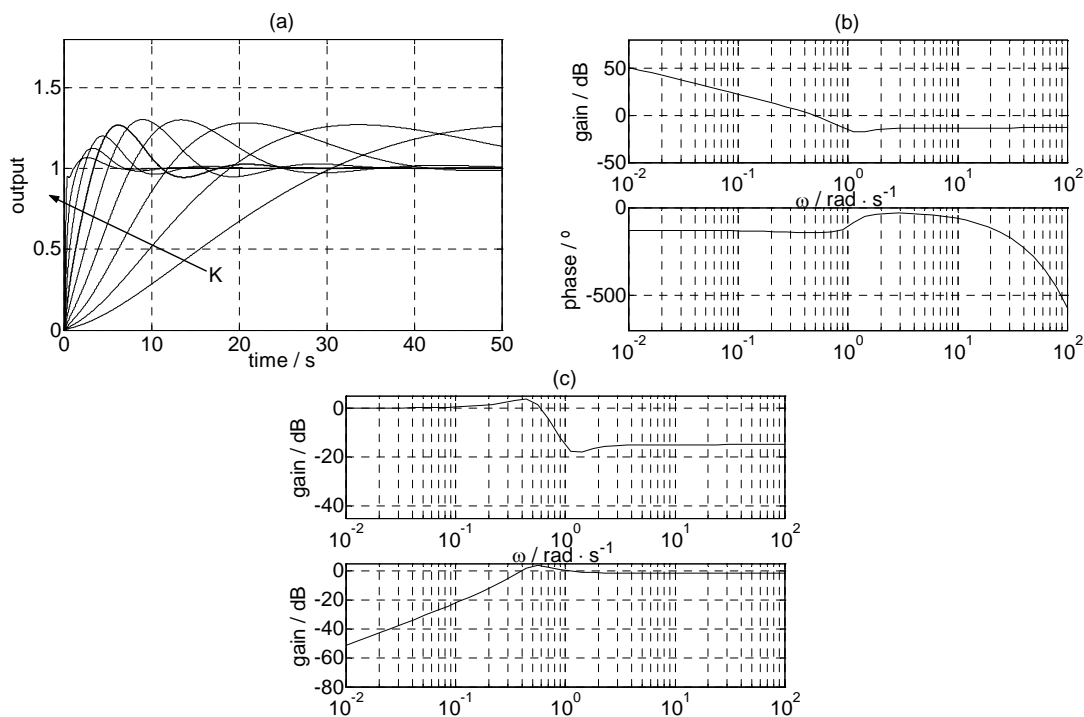 (a)
1.5
1
0.5
0
output
K
0 10 20 30 40 50
time / s
(b)
50
0
-50
gain / dB
10^-2 10^-1 10^0 10^1 10^2
ω / rad · s^-1
0
-500
phase / º
10^-2 10^-1 10^0 10^1 10^2
(c)
0
-20
-40
gain / dB
10^-2 10^-1 10^0 10^1 10^2
ω / rad · s^-1
0
-20
-40
-60
-80
gain / dB
10^-2 10^-1 10^0 10^1 10^2